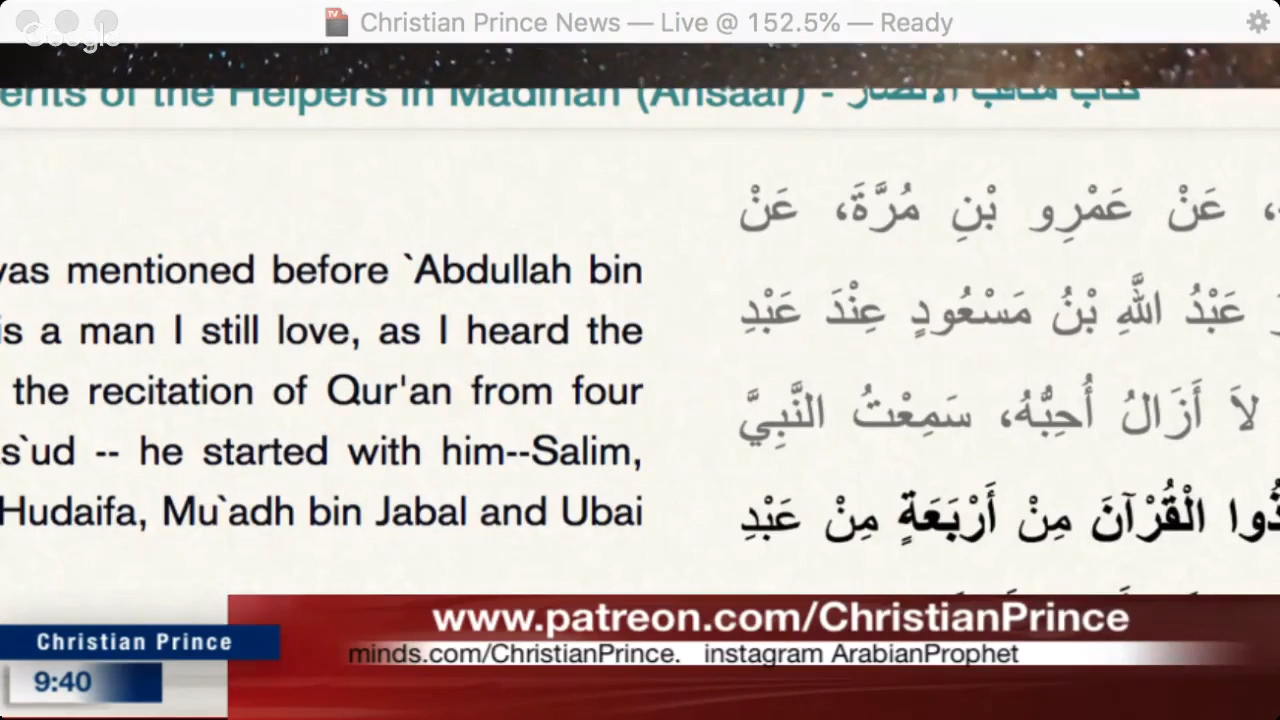 Christian Prince News — Live @ 152.5% — Ready
Google
ents of the Helpers in Madinah (Ansaar) - كتاب مناقب الأنصار
عَنْ عَمْرِو بْنِ مُرَّةَ، عَنْ
was mentioned before `Abdullah bin
عَبْدُ اللَّهِ بْنُ مَسْعُودٍ عِنْدَ عَبْدِ
is a man I still love, as I heard the
the recitation of Qur'an from four
لاَ أَزَالُ أُحِبُّهُ، سَمِعْتُ النَّبِيَّ
s`ud -- he started with him--Salim,
Hudaifa, Mu`adh bin Jabal and Ubai
ذُوا الْقُرْآنَ مِنْ أَرْبَعَةٍ مِنْ عَبْدِ
www.patreon.com/ChristianPrince
Christian Prince
minds.com/ChristianPrince. instagram ArabianProphet
9:40